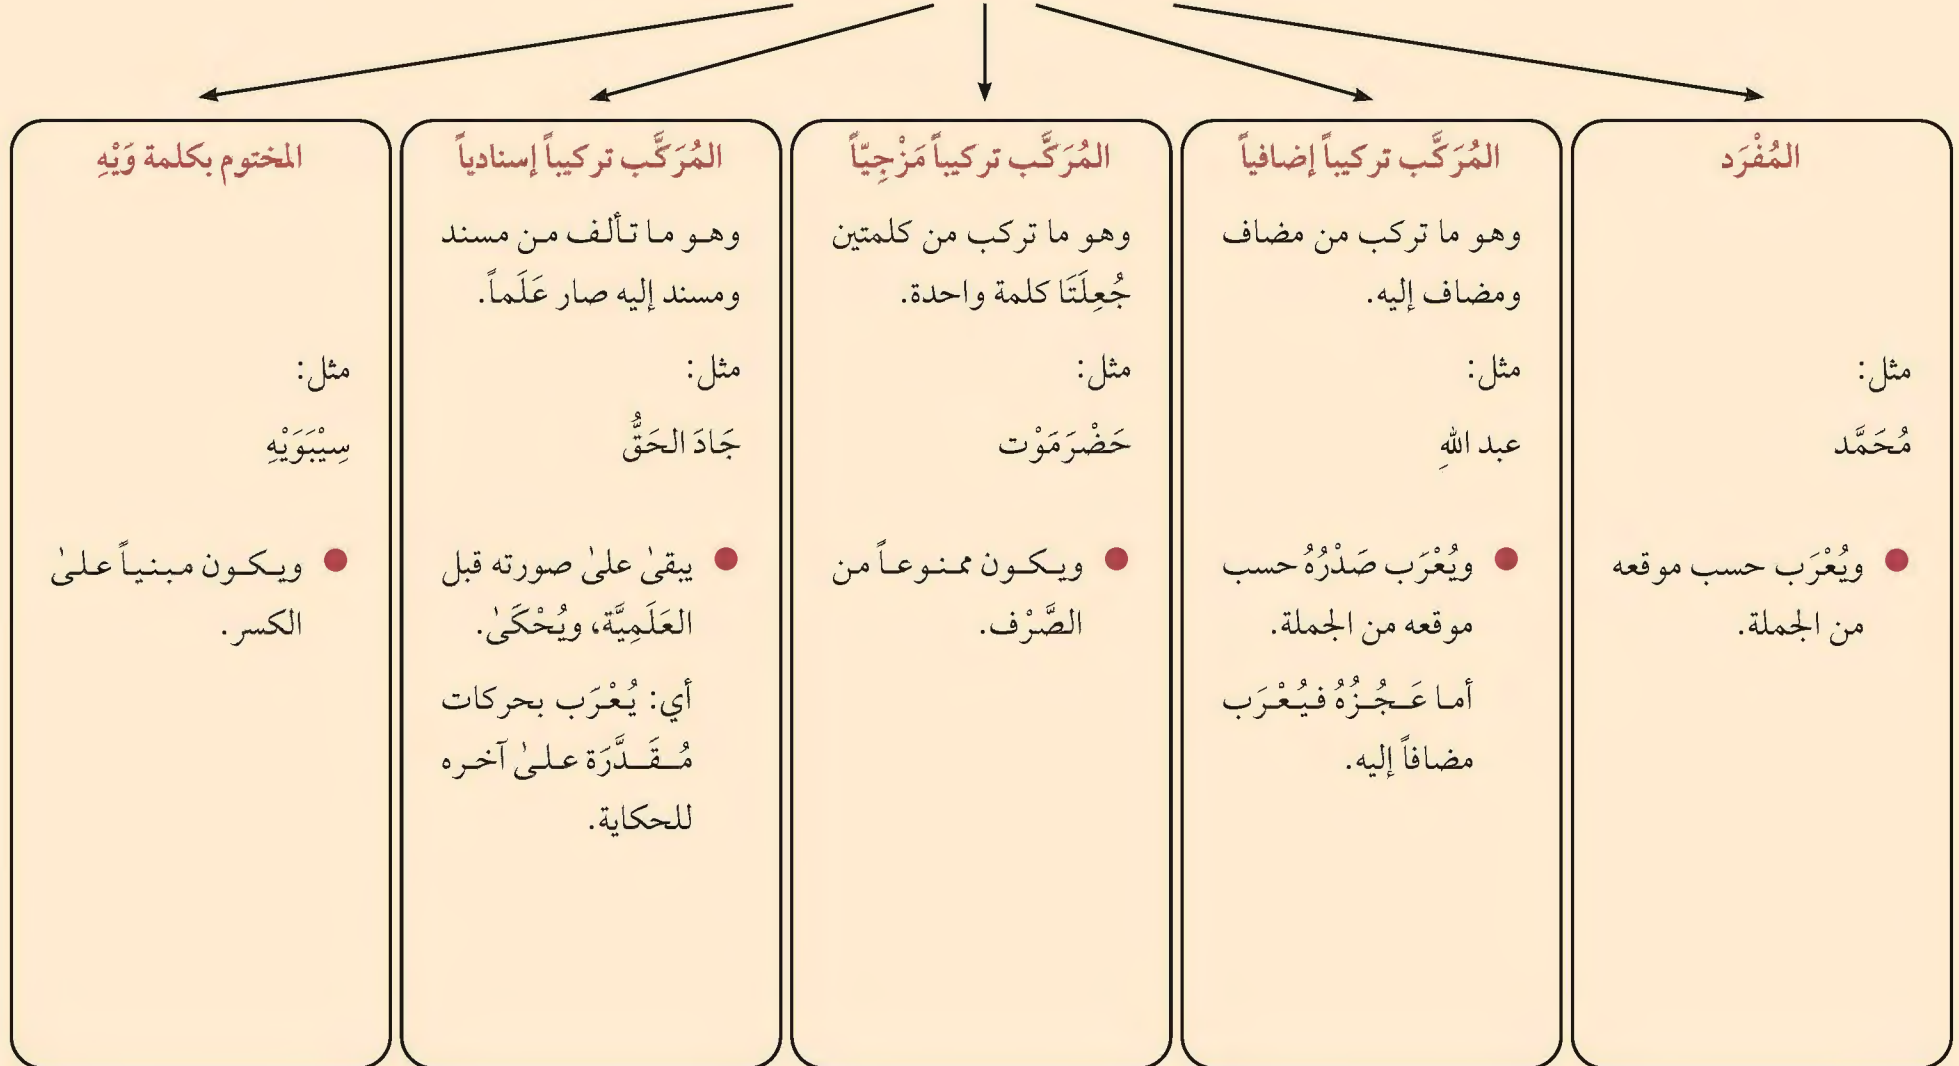 المُفْرَد
مثل:
مُحَمَّد
ويُعْرَب حسب موقعه
من الجملة.
المُرَكَّب تركيباً إضافياً
وهو ما تركب من مضاف
ومضاف إليه.
مثل:
عبد اللهِ
ويُعْرَب صَدْرُهُ حسب
موقعه من الجملة.
أما عَجُزُهُ فيُعْرَب
مضافاً إليه.
المُرَكَّب تركيباً مَزْجِيّاً
وهو ما تركب من كلمتين
جُعِلَتَا كلمة واحدة.
مثل:
حَضْرَمَوْت
ويكون ممنوعاً من
الصَّرْف.
المُرَكَّب تركيباً إسنادياً
وهو ما تألف من مسند
ومسند إليه صار عَلَماً.
مثل:
جَادَ الحَقُّ
يبقىٰ علىٰ صورته قبل
العَلَمِيَّة، ويُحْكَىٰ.
أي: يُعْرَب بحركات
مُقَدَّرَة علىٰ آخره
للحكاية.
المختوم بكلمة وَيْهِ
مثل:
سِيْبَوَيْهِ
ويكون مبنياً علىٰ
الكسر.